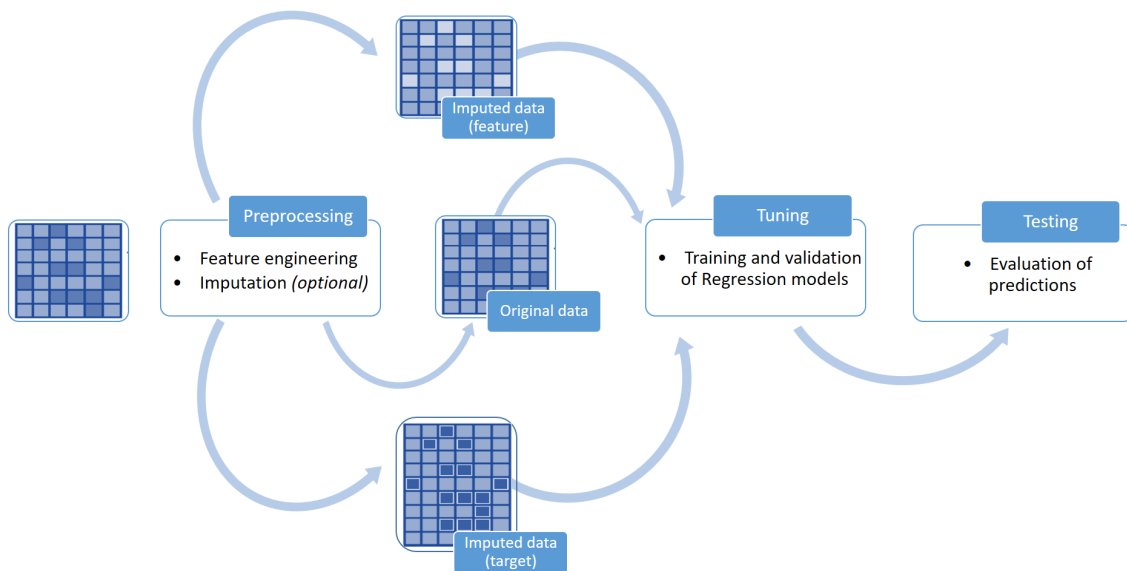 Imputed data
(feature)
Preprocessing
• Feature engineering
• Imputation (optional)
Original data
Tuning
• Training and validation
of Regression models
Testing
• Evaluation of
predictions
Imputed data
(target)